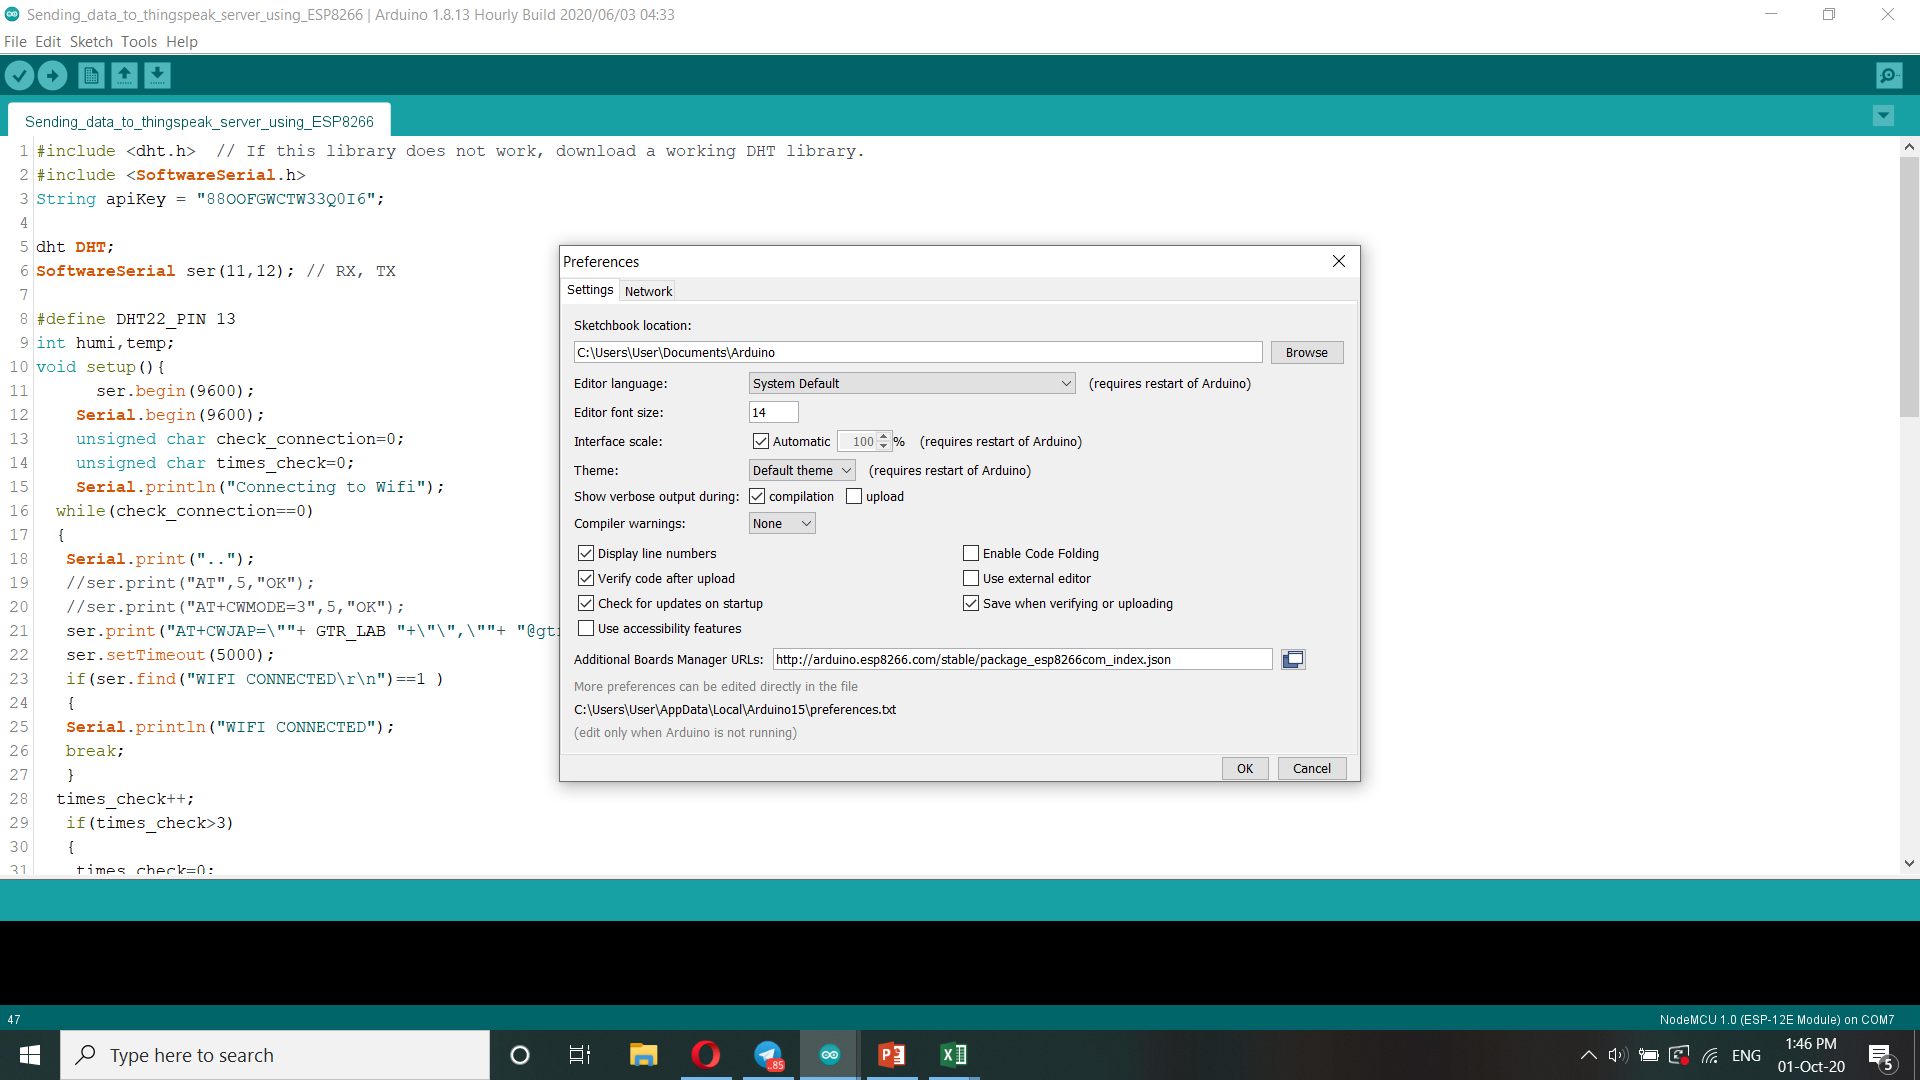 Sending_data_to_thingspeak_server_using_ESP8266 | Arduino 1.8.13 Hourly Build 2020/06/03 04:33
File Edit Sketch Tools Help
Sending_data_to_thingspeak_server_using_ESP8266
1 #include <dht.h>  // If this library does not work, download a working DHT library.
2 #include <SoftwareSerial.h>
3 String apiKey = "88OOFGWCTW33Q0I6";
4
5 dht DHT;
6 SoftwareSerial ser(11,12); // RX, TX
7
8 #define DHT22_PIN 13
9 int humi,temp;
10 void setup(){
11 ser.begin(9600);
12 Serial.begin(9600);
13 unsigned char check_connection=0;
14 unsigned char times_check=0;
15 Serial.println("Connecting to Wifi");
16 while(check_connection==0)
17 {
18 Serial.print("..");
19 //ser.print("AT",5,"OK");
20 //ser.print("AT+CWMODE=3",5,"OK");
21 ser.print("AT+CWJAP=\""+ GTR_LAB "+\"\",\""+ "@gt
22 ser.setTimeout(5000);
23 if(ser.find("WIFI CONNECTED\r\n")==1 )
24 {
25 Serial.println("WIFI CONNECTED");
26 break;
27 }
28 times_check++;
29 if(times_check>3)
30 {
31 times_check=0;
Preferences
Settings Network
Sketchbook location:
C:\Users\User\Documents\Arduino Browse
Editor language: System Default (requires restart of Arduino)
Editor font size: 14
Interface scale: Automatic 100 % (requires restart of Arduino)
Theme: Default theme (requires restart of Arduino)
Show verbose output during: compilation upload
Compiler warnings: None
Display line numbers Enable Code Folding
Verify code after upload Use external editor
Check for updates on startup Save when verifying or uploading
Use accessibility features
Additional Boards Manager URLs: http://arduino.esp8266.com/stable/package_esp8266com_index.json
More preferences can be edited directly in the file
C:\Users\User\AppData\Local\Arduino15\preferences.txt
(edit only when Arduino is not running)
OK Cancel
47 NodeMCU 1.0 (ESP-12E Module) on COM7
Type here to search
..85
ENG
1:46 PM
01-Oct-20
5